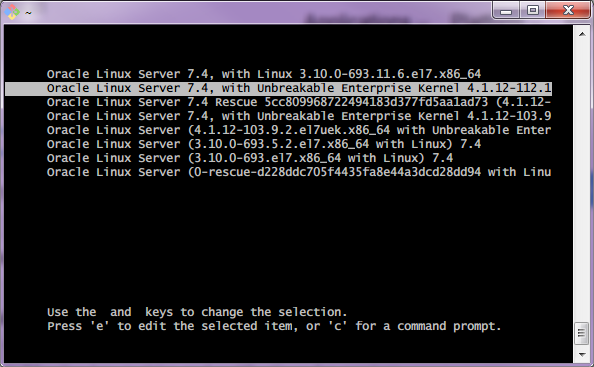 ~
Oracle Linux Server 7.4, with Linux 3.10.0-693.11.6.el7.x86_64
Oracle Linux Server 7.4, with Unbreakable Enterprise Kernel 4.1.12-112.1
Oracle Linux Server 7.4 Rescue 5cc809968722494183d377fd5aa1ad73 (4.1.12-
Oracle Linux Server 7.4, with Unbreakable Enterprise Kernel 4.1.12-103.9
Oracle Linux Server (4.1.12-103.9.2.el7uek.x86_64 with Unbreakable Enter
Oracle Linux Server (3.10.0-693.5.2.el7.x86_64 with Linux) 7.4
Oracle Linux Server (3.10.0-693.el7.x86_64 with Linux) 7.4
Oracle Linux Server (0-rescue-d228ddc705f4435fa8e44a3dcd28dd94 with Linu
Use the  and  keys to change the selection.
Press 'e' to edit the selected item, or 'c' for a command prompt.